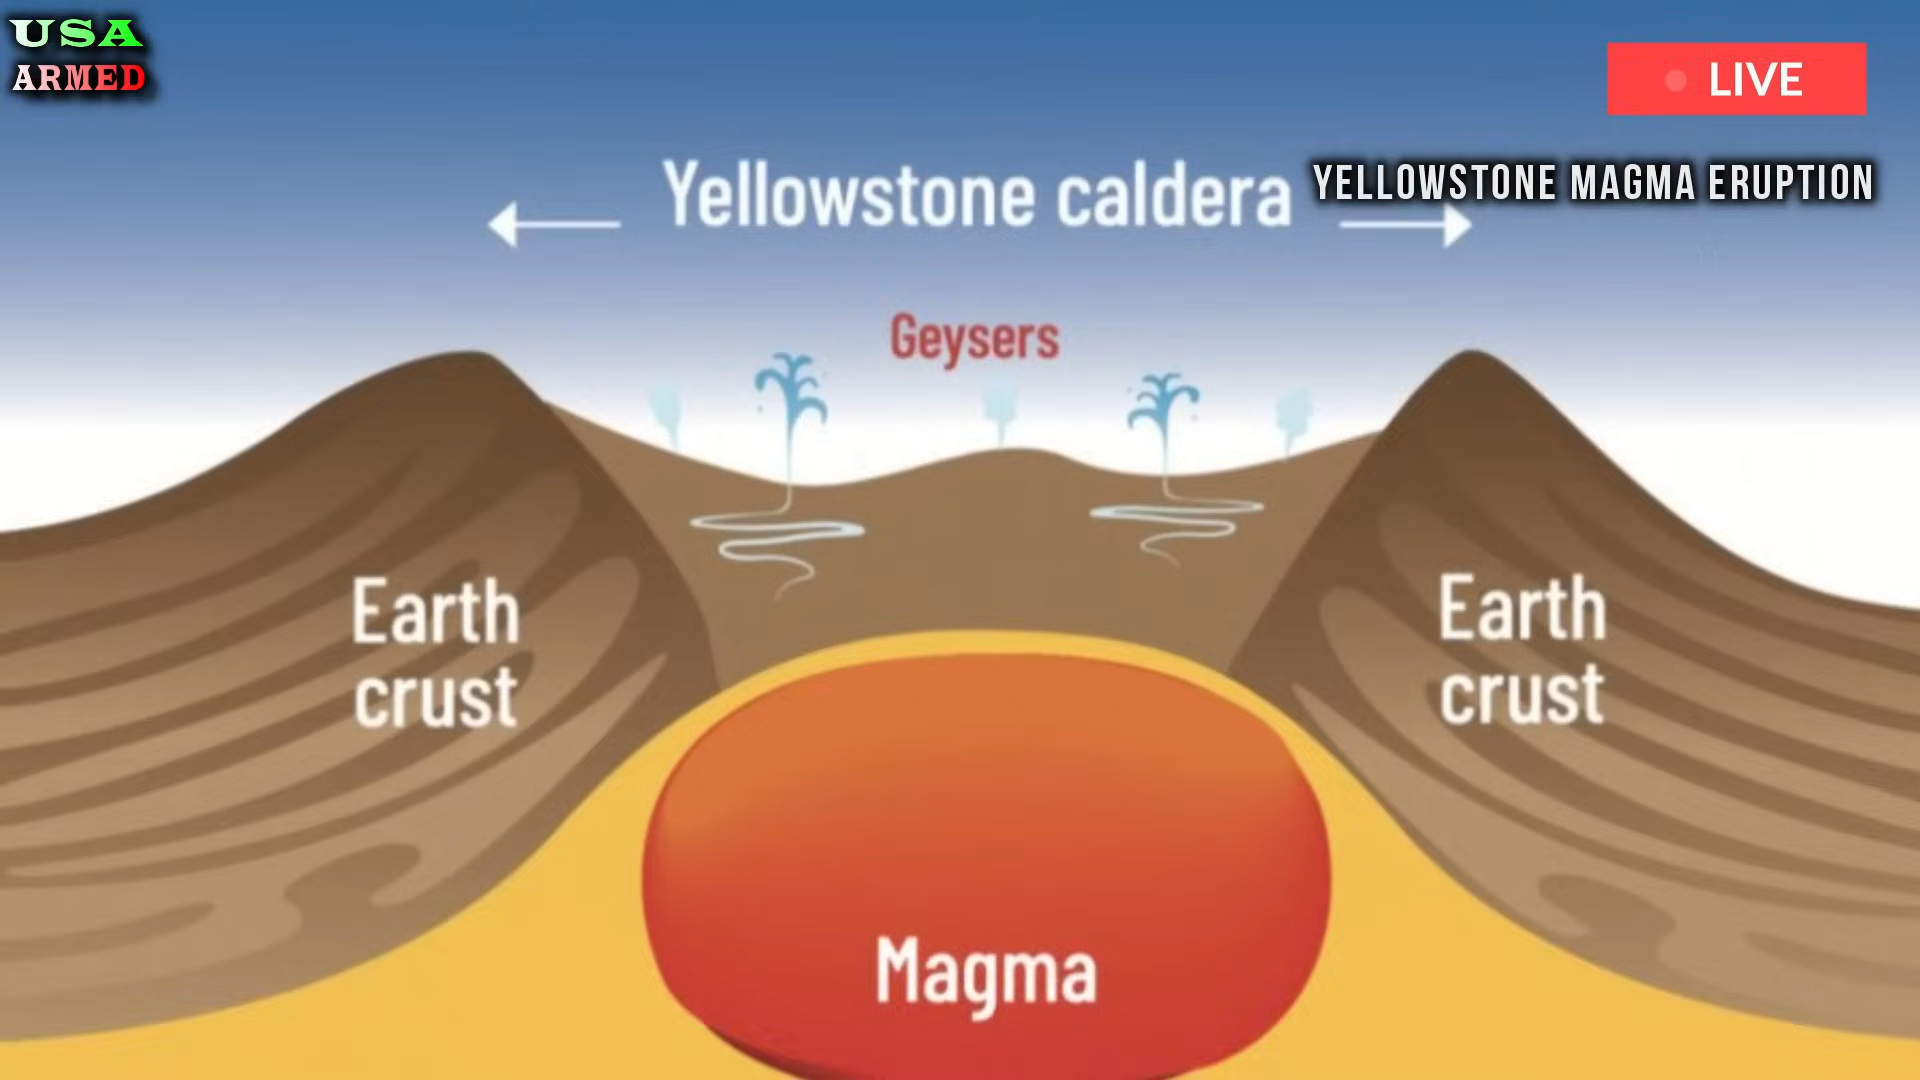 USA
ARMED
LIVE
Yellowstone caldera
YELLOWSTONE MAGMA ERUPTION
Geysers
Earth
crust
Earth
crust
Magma